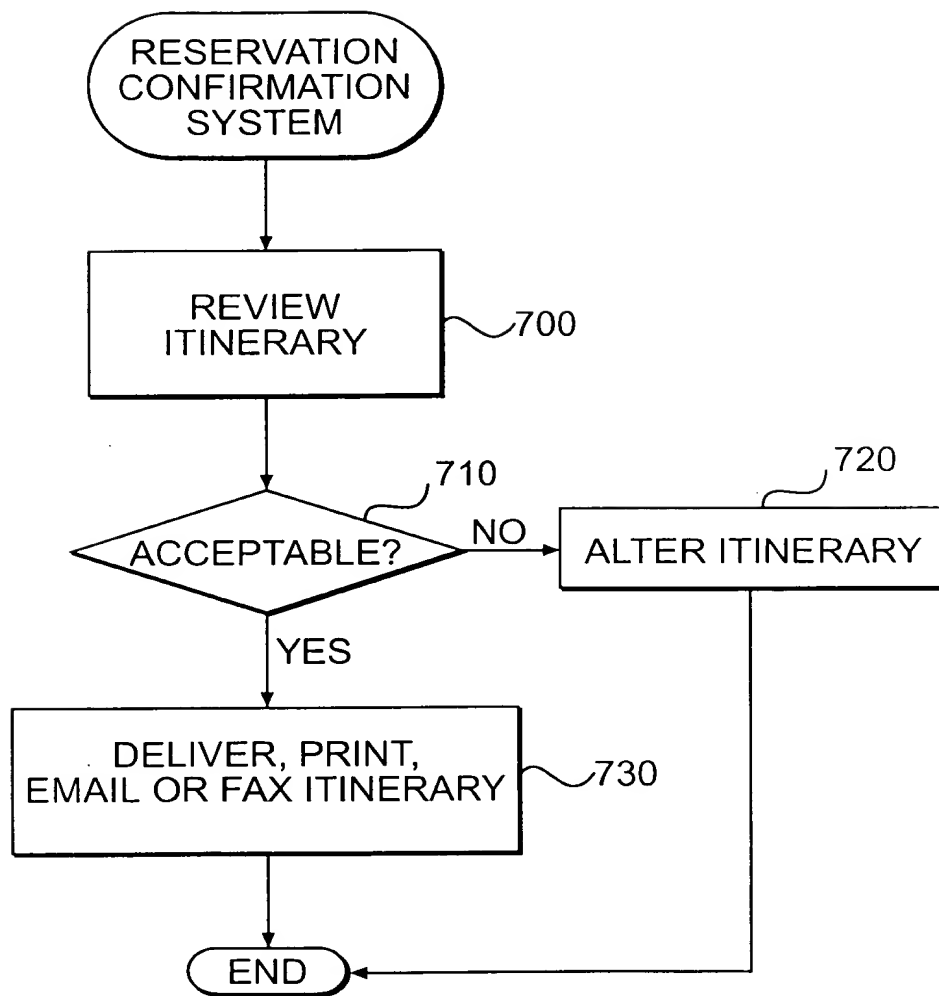 RESERVATION
CONFIRMATION
SYSTEM
REVIEW
ITINERARY
700
710
ACCEPTABLE?
NO
720
ALTER ITINERARY
YES
DELIVER, PRINT,
EMAIL OR FAX ITINERARY
730
END